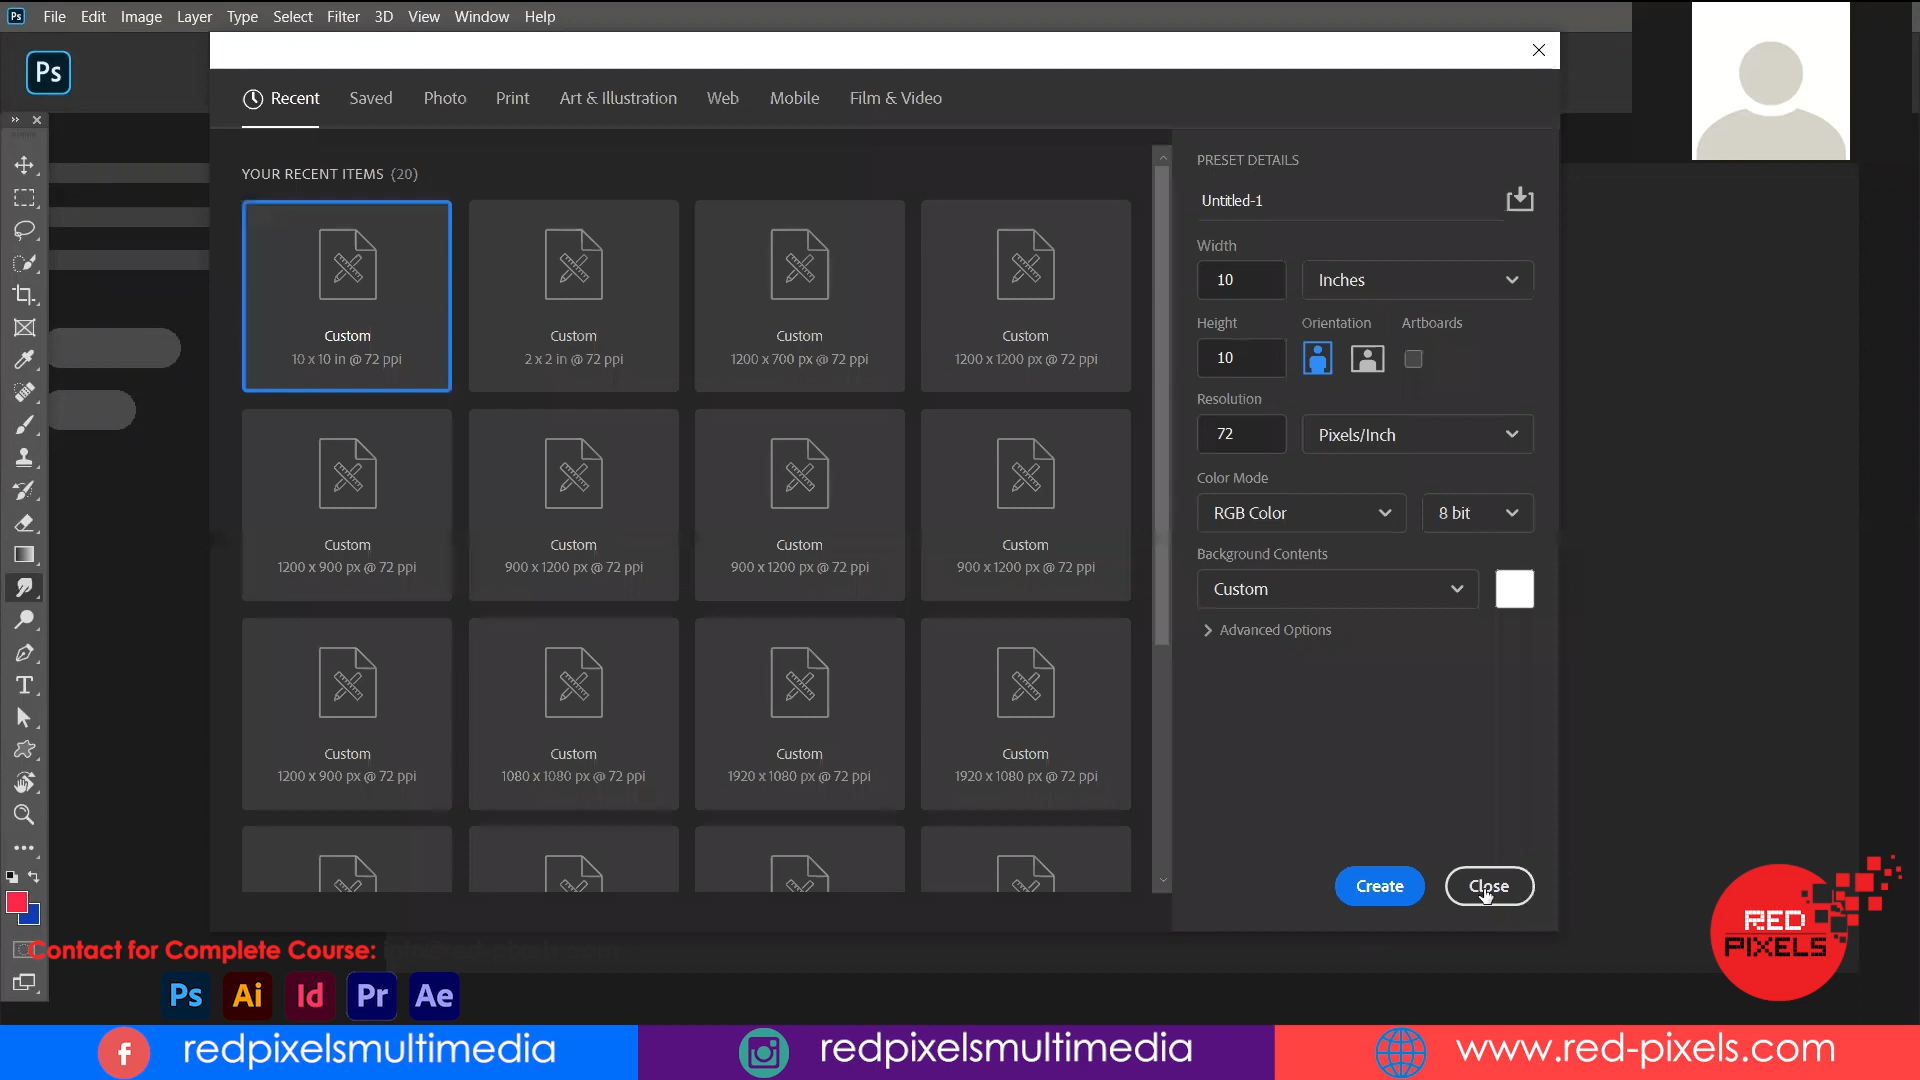 Ps File Edit Image Layer Type Select Filter 3D View Window Help
Ps
Recent Saved Photo Print Art & Illustration Web Mobile Film & Video
YOUR RECENT ITEMS (20)
Custom
10 x 10 in @ 72 ppi
Custom
2 x 2 in @ 72 ppi
Custom
1200 x 700 px @ 72 ppi
Custom
1200 x 1200 px @ 72 ppi
Custom
1200 x 900 px @ 72 ppi
Custom
900 x 1200 px @ 72 ppi
Custom
900 x 1200 px @ 72 ppi
Custom
900 x 1200 px @ 72 ppi
Custom
1200 x 900 px @ 72 ppi
Custom
1080 x 1080 px @ 72 ppi
Custom
1920 x 1080 px @ 72 ppi
Custom
1920 x 1080 px @ 72 ppi
PRESET DETAILS
Untitled-1
Width
10 Inches
Height Orientation Artboards
10
Resolution
72 Pixels/Inch
Color Mode
RGB Color 8 bit
Background Contents
Custom
Advanced Options
Create Close
RED
PIXELS
Contact for Complete Course:
Ps Ai Id Pr Ae
redpixelsmultimedia redpixelsmultimedia www.red-pixels.com